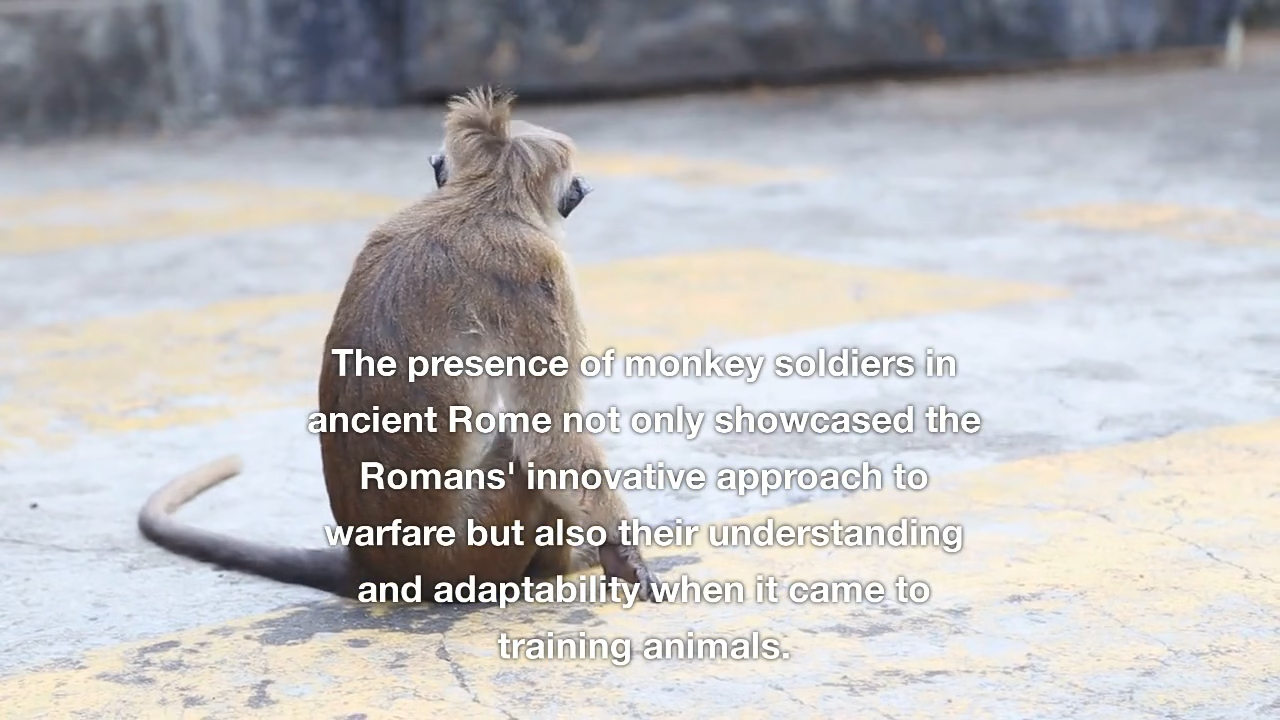 The presence of monkey soldiers in
ancient Rome not only showcased the
Romans' innovative approach to
warfare but also their understanding
and adaptability when it came to
training animals.